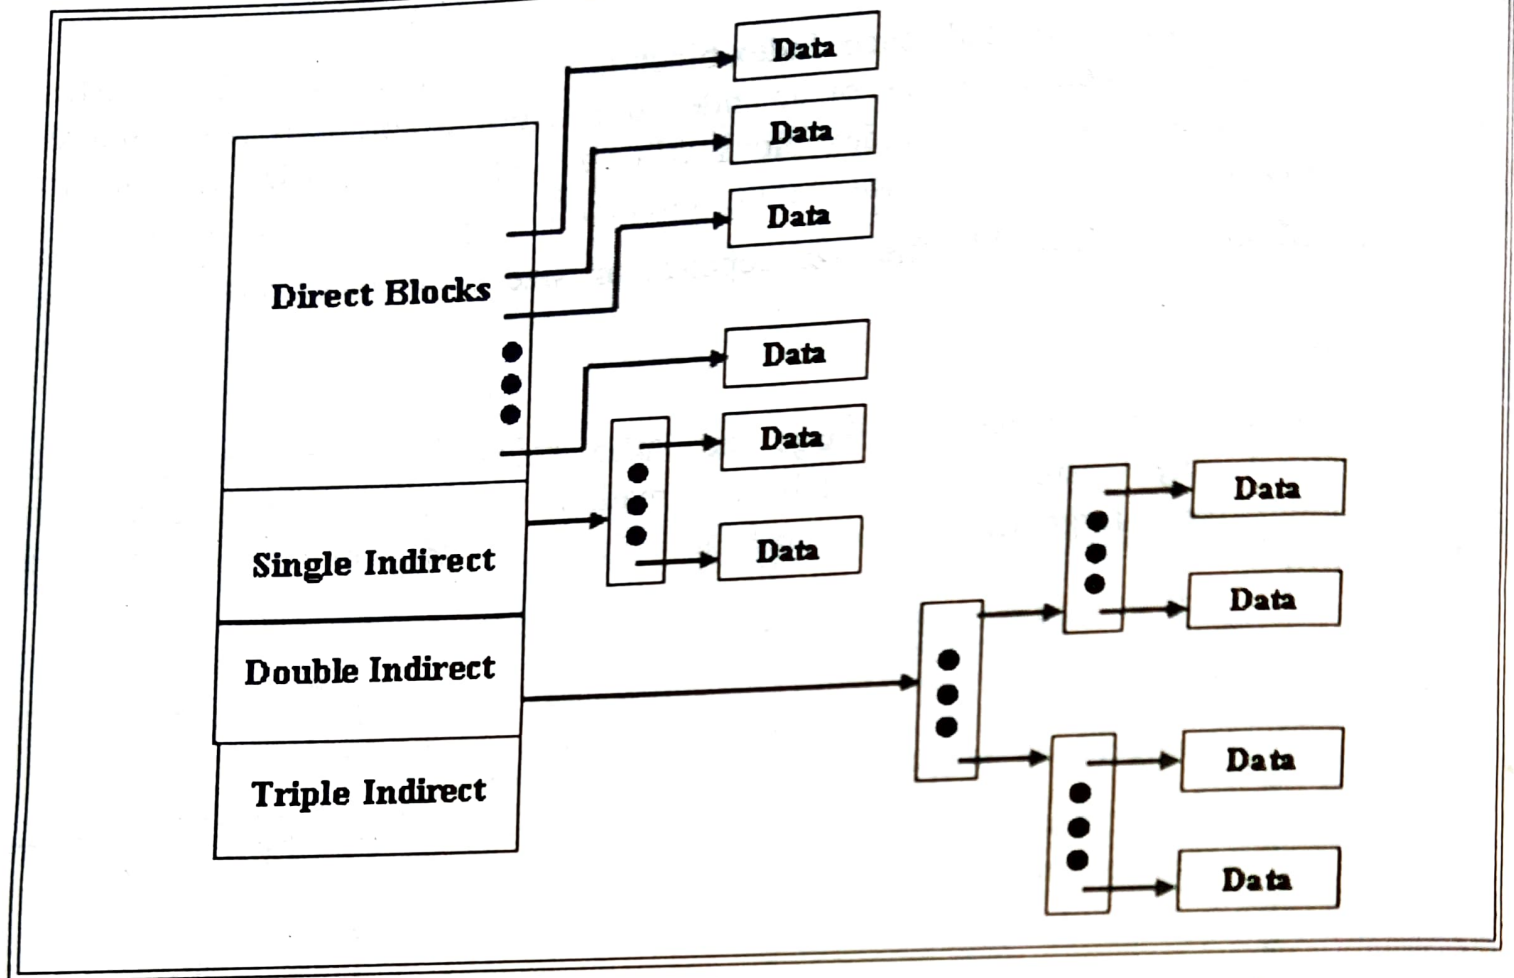 Data
Data
Data
Direct Blocks
Data
Data
Data
Single Indirect
Data
Data
Double Indirect
Triple Indirect
Data
Data